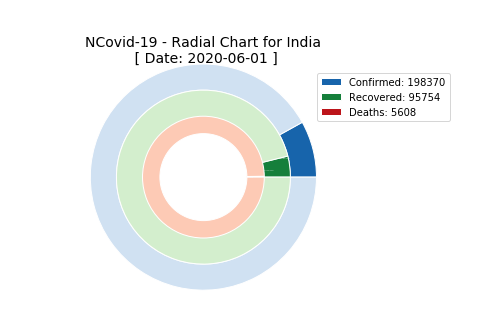 NCovid-19 - Radial Chart for India
[ Date: 2020-06-01 ]
Confirmed: 198370
Recovered: 95754
Deaths: 5608